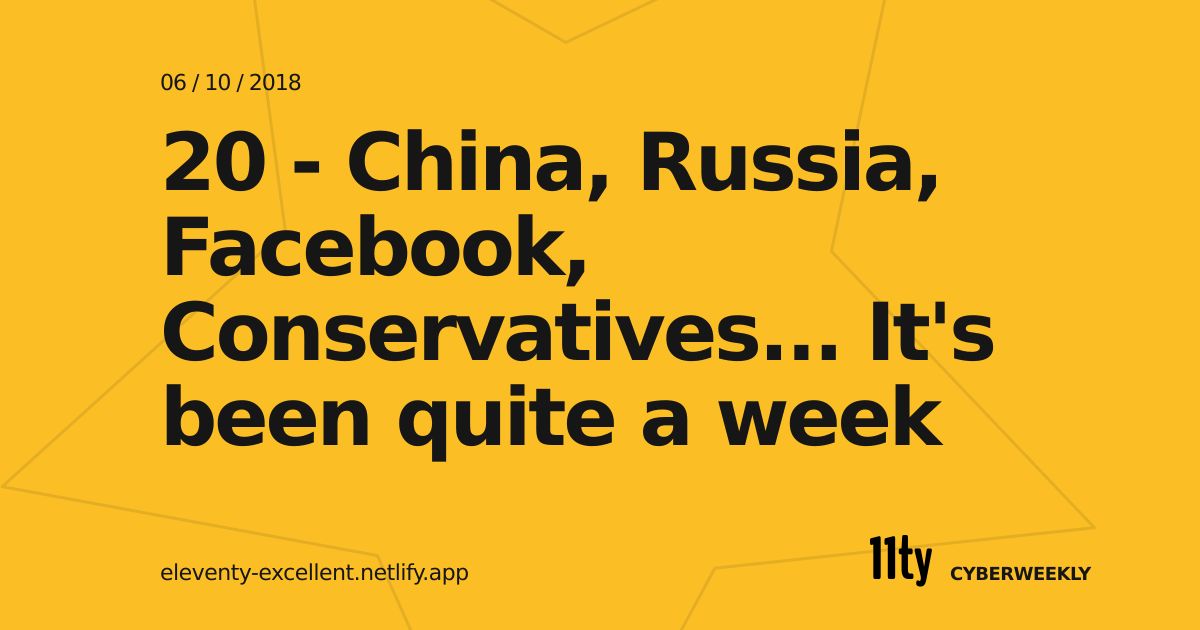 06 / 10 / 2018
20 - China, Russia,
Facebook,
Conservatives... It's
been quite a week
eleventy-excellent.netlify.app
11ty CYBERWEEKLY